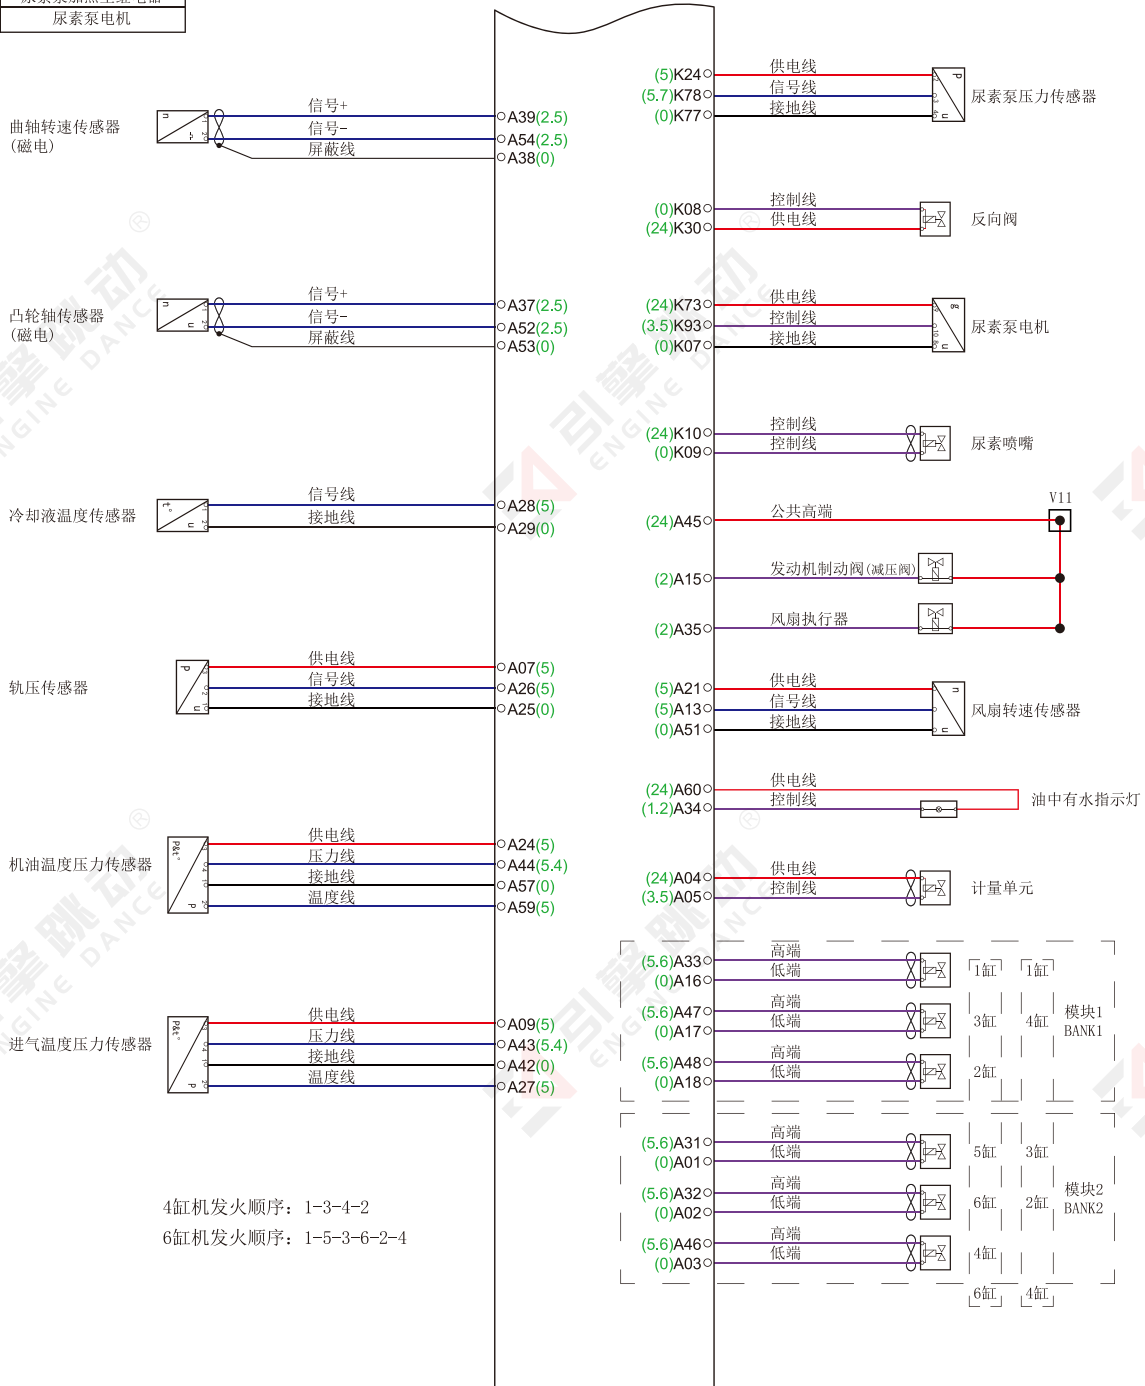 尿素泵加热主继电器
尿素泵电机
曲轴转速传感器
(磁电)
信号+
信号-
屏蔽线
A39(2.5)
A54(2.5)
A38(0)
凸轮轴传感器
(磁电)
信号+
信号-
屏蔽线
A37(2.5)
A52(2.5)
A53(0)
冷却液温度传感器
信号线
接地线
A28(5)
A29(0)
轨压传感器
供电线
信号线
接地线
A07(5)
A26(5)
A25(0)
机油温度压力传感器
供电线
压力线
接地线
温度线
A24(5)
A44(5.4)
A57(0)
A59(5)
进气温度压力传感器
供电线
压力线
接地线
温度线
A09(5)
A43(5.4)
A42(0)
A27(5)
4缸机发火顺序：1-3-4-2
6缸机发火顺序：1-5-3-6-2-4
(5)K24 供电线
(5.7)K78 信号线
(0)K77 接地线
尿素泵压力传感器
(0)K08 控制线
(24)K30 供电线
反向阀
(24)K73 供电线
(3.5)K93 控制线
(0)K07 接地线
尿素泵电机
(24)K10 控制线
(0)K09 控制线
尿素喷嘴
(24)A45 公共高端
V11
(2)A15 发动机制动阀(减压阀)
(2)A35 风扇执行器
(5)A21 供电线
(5)A13 信号线
(0)A51 接地线
风扇转速传感器
(24)A60 供电线
(1.2)A34 控制线
油中有水指示灯
(24)A04 供电线
(3.5)A05 控制线
计量单元
(5.6)A33 高端
(0)A16 低端
1缸 1缸
(5.6)A47 高端
(0)A17 低端
3缸 4缸
模块1
BANK1
(5.6)A48 高端
(0)A18 低端
2缸
(5.6)A31 高端
(0)A01 低端
5缸 3缸
(5.6)A32 高端
(0)A02 低端
6缸 2缸
模块2
BANK2
(5.6)A46 高端
(0)A03 低端
4缸
6缸 4缸
引擎跳动
ENGINE DANCE